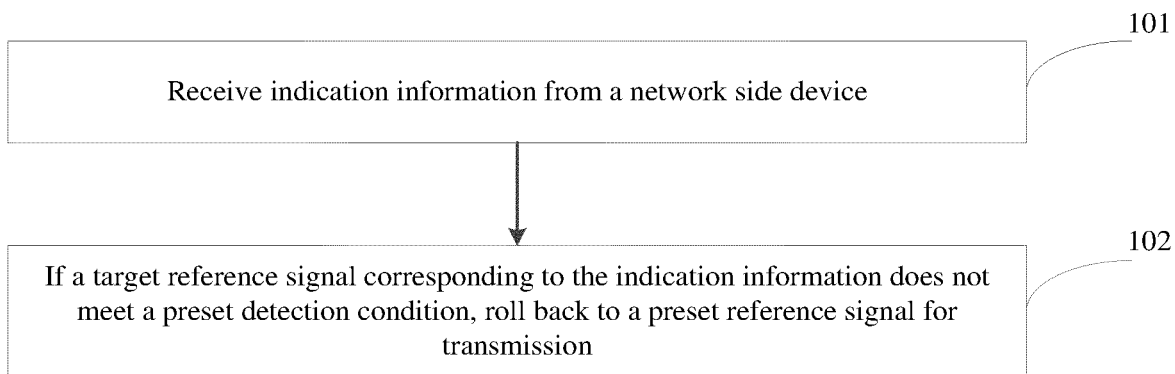 101
Receive indication information from a network side device
102
If a target reference signal corresponding to the indication information does not
meet a preset detection condition, roll back to a preset reference signal for
transmission